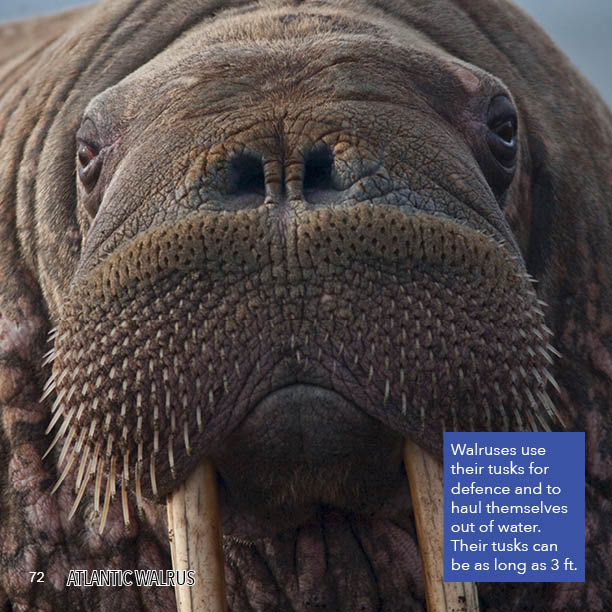 Walruses use
their tusks for
defence and to
haul themselves
out of water.
Their tusks can
be as long as 3 ft.
72 ATLANTIC WALRUS